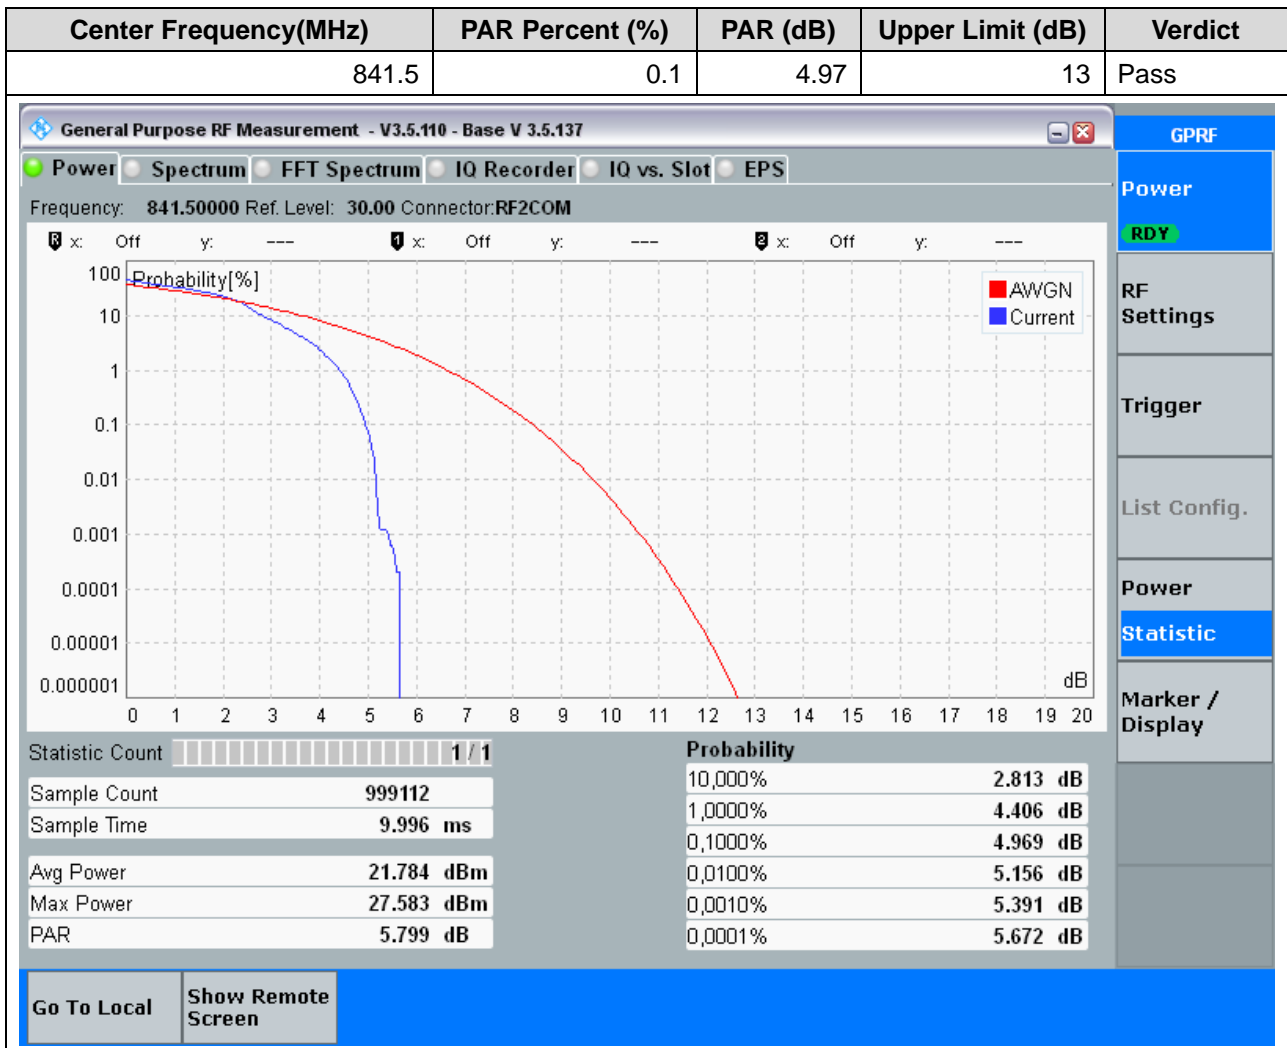 Center Frequency(MHz) PAR Percent (%) PAR (dB) Upper Limit (dB) Verdict
841.5 0.1 4.97 13 Pass
General Purpose RF Measurement - V3.5.110 - Base V 3.5.137
GPRF
Power Spectrum FFT Spectrum IQ Recorder IQ vs. Slot EPS
Power
RDY
Frequency: 841.50000 Ref. Level: 30.00 Connector:RF2COM
R x: Off y: --- 1 x: Off y: --- 2 x: Off y: ---
Probability[%]
AWGN
Current
100
10
1
0.1
0.01
0.001
0.0001
0.00001
0.000001
dB
0 1 2 3 4 5 6 7 8 9 10 11 12 13 14 15 16 17 18 19 20
RF
Settings
Trigger
List Config.
Power
Statistic
Marker /
Display
Statistic Count 1 / 1
Sample Count 999112
Sample Time 9.996 ms
Avg Power 21.784 dBm
Max Power 27.583 dBm
PAR 5.799 dB
Probability
10,000% 2.813 dB
1,0000% 4.406 dB
0,1000% 4.969 dB
0,0100% 5.156 dB
0,0010% 5.391 dB
0,0001% 5.672 dB
Go To Local
Show Remote
Screen